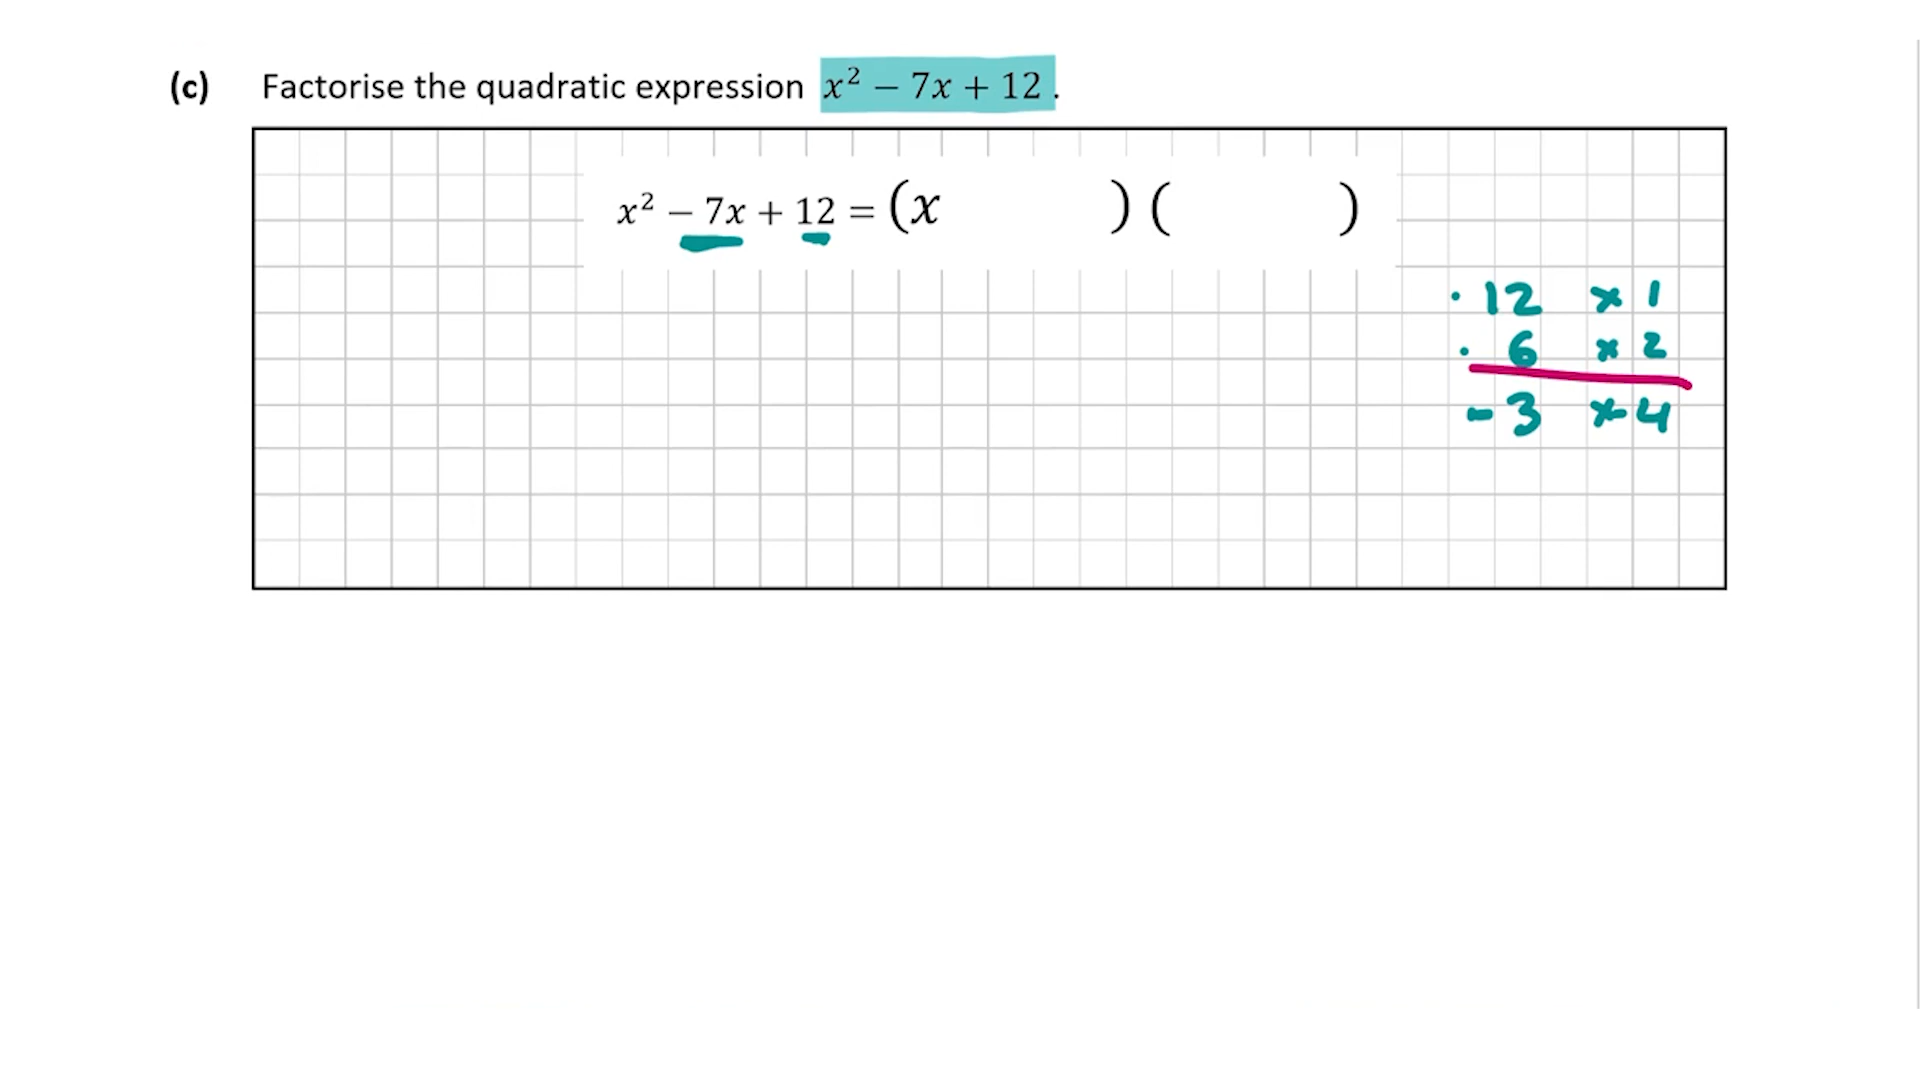 (c) Factorise the quadratic expression x² − 7x + 12 .
x² − 7x + 12 = (x ) ( )
· 12 × 1
· 6 × 2
- 3 × - 4